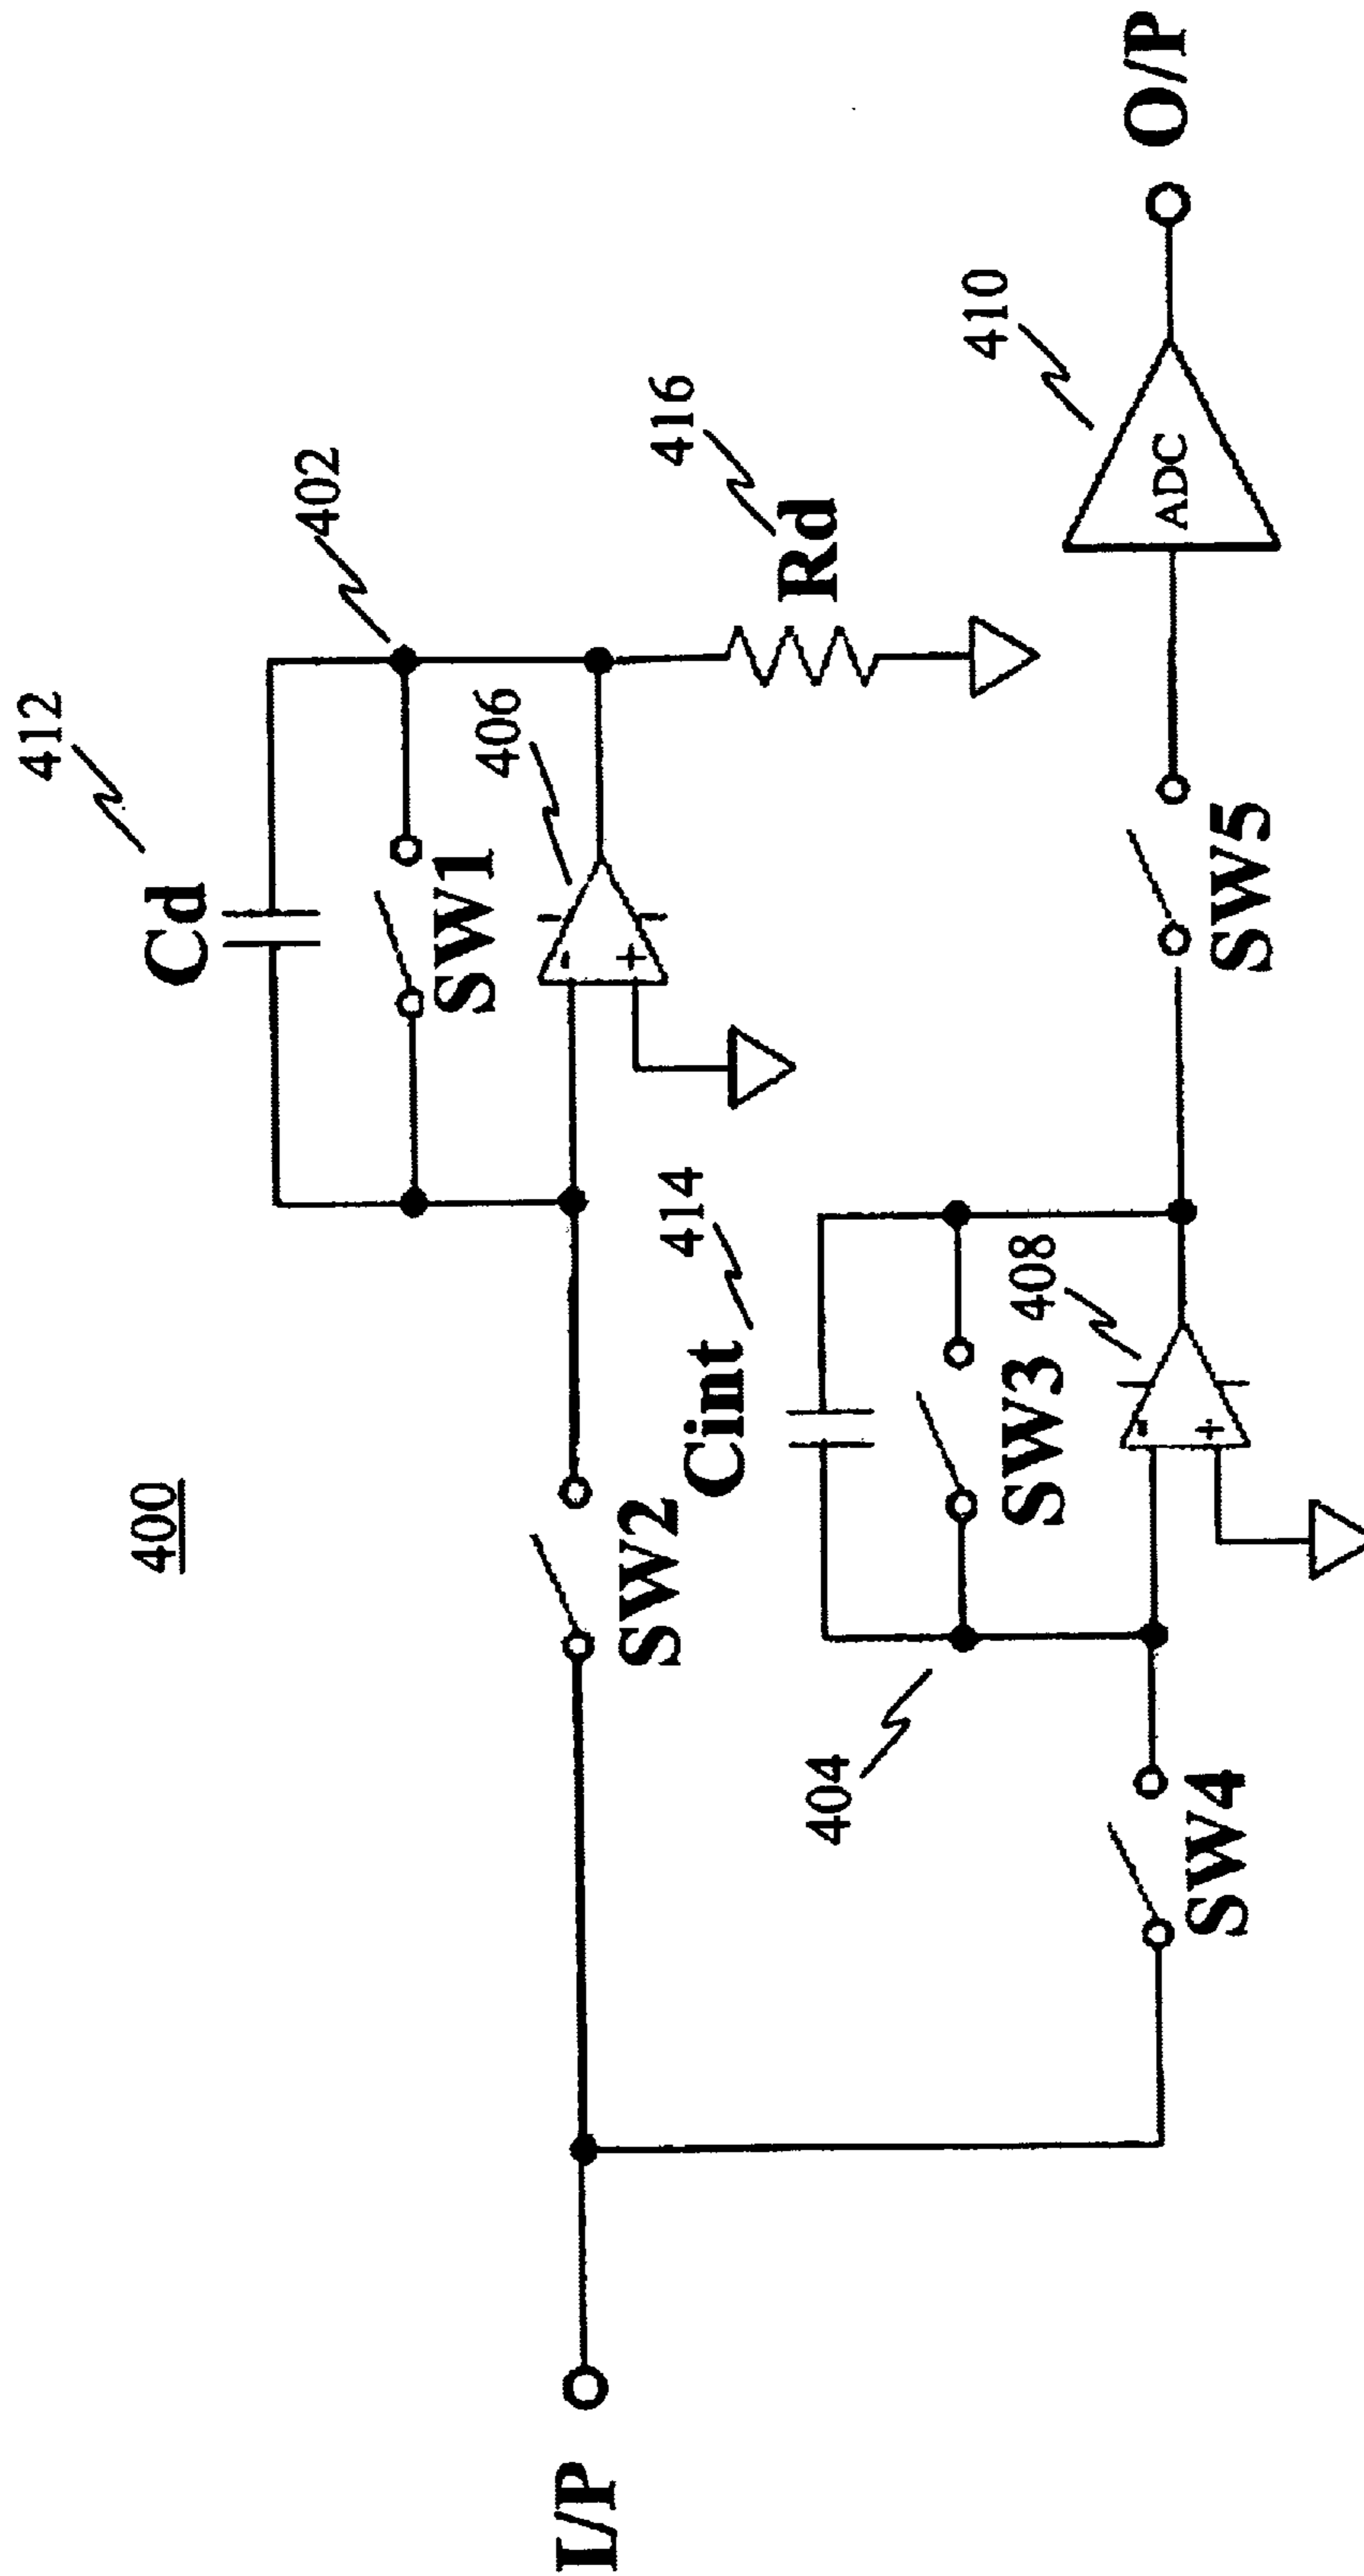 400
412
Cd
402
SW1
406
416
Rd
I/P
SW2
-
+
414
Cint
404
SW3
408
-
+
SW4
SW5
410
ADC
O/P